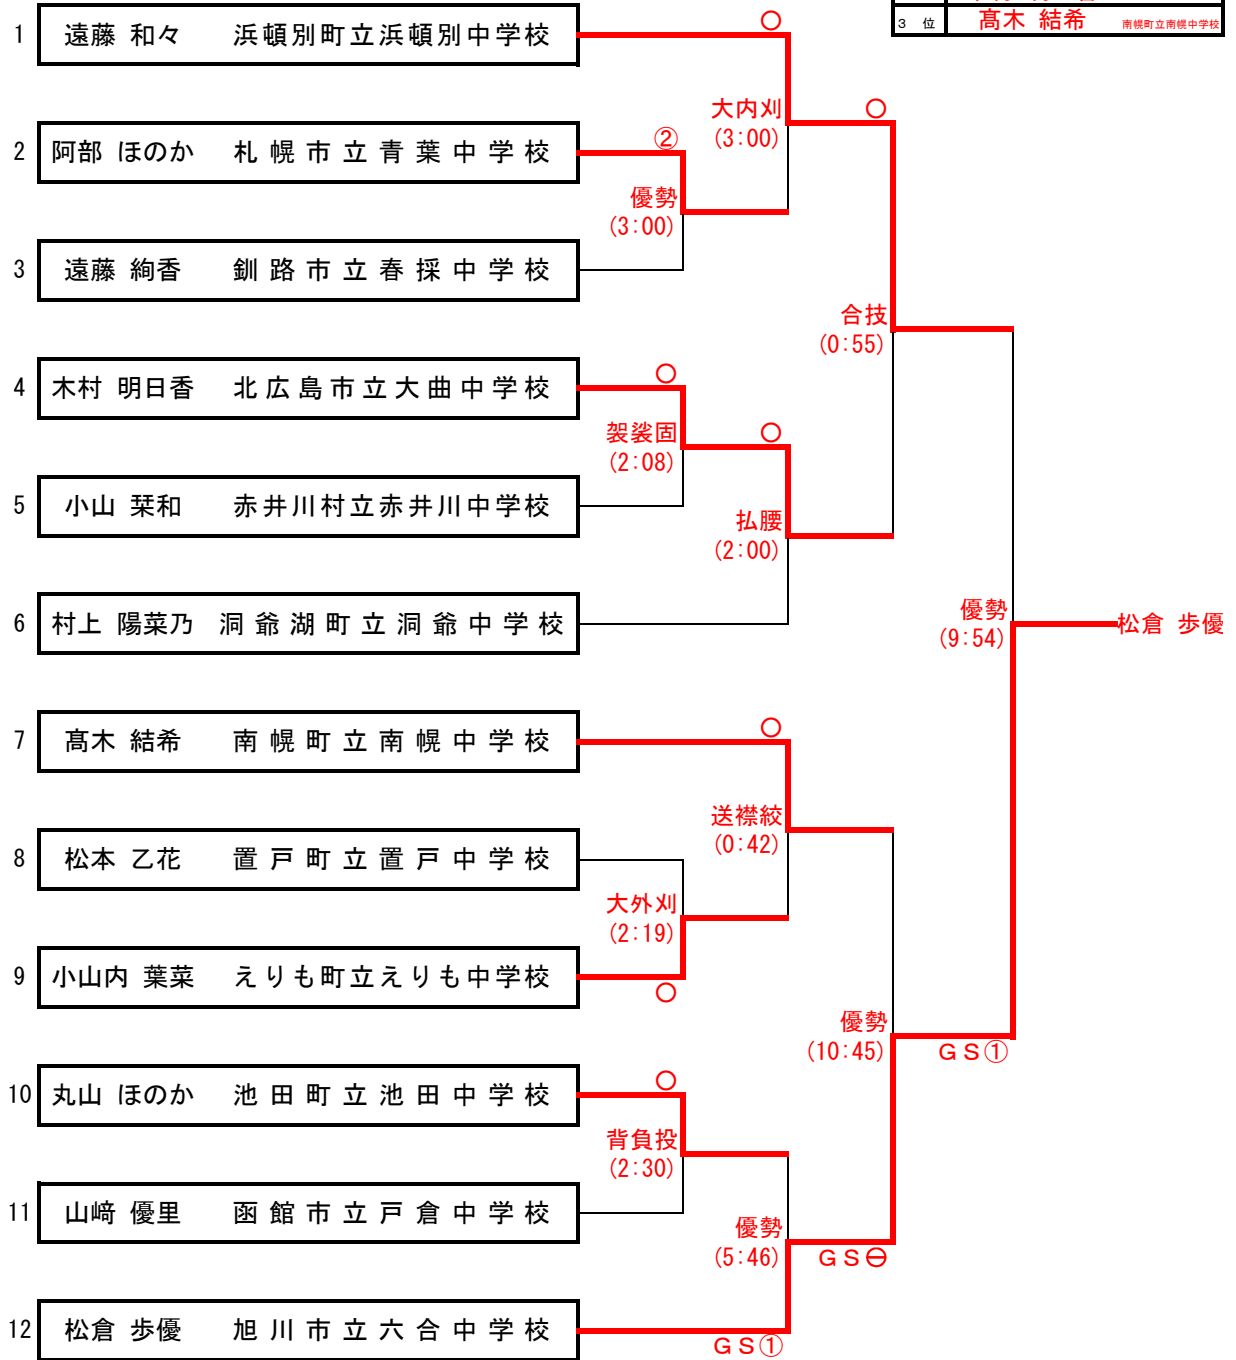 3 位 髙木 結希 南幌町立南幌中学校
1 遠藤 和々 浜頓別町立浜頓別中学校
○
大内刈
(3:00)
○
2 阿部 ほのか 札幌市立青葉中学校
②
優勢
(3:00)
3 遠藤 絢香 釧路市立春採中学校
合技
(0:55)
4 木村 明日香 北広島市立大曲中学校
○
袈裟固
(2:08)
○
5 小山 栞和 赤井川村立赤井川中学校
払腰
(2:00)
6 村上 陽菜乃 洞爺湖町立洞爺中学校
優勢
(9:54)
松倉 歩優
7 髙木 結希 南幌町立南幌中学校
○
送襟絞
(0:42)
8 松本 乙花 置戸町立置戸中学校
大外刈
(2:19)
9 小山内 葉菜 えりも町立えりも中学校
○
優勢
(10:45)
GS①
10 丸山 ほのか 池田町立池田中学校
○
背負投
(2:30)
11 山﨑 優里 函館市立戸倉中学校
優勢
(5:46)
GS⊖
12 松倉 歩優 旭川市立六合中学校
GS①